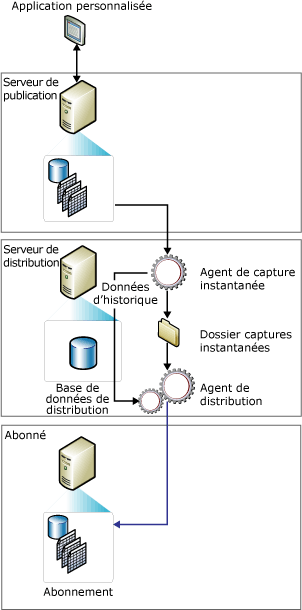 Application personnalisée
Serveur de
publication
Serveur de
distribution
Données
d'historique
Agent de capture
instantanée
Dossier captures
instantanées
Base de
données de
distribution
Agent de
distribution
Abonné
Abonnement